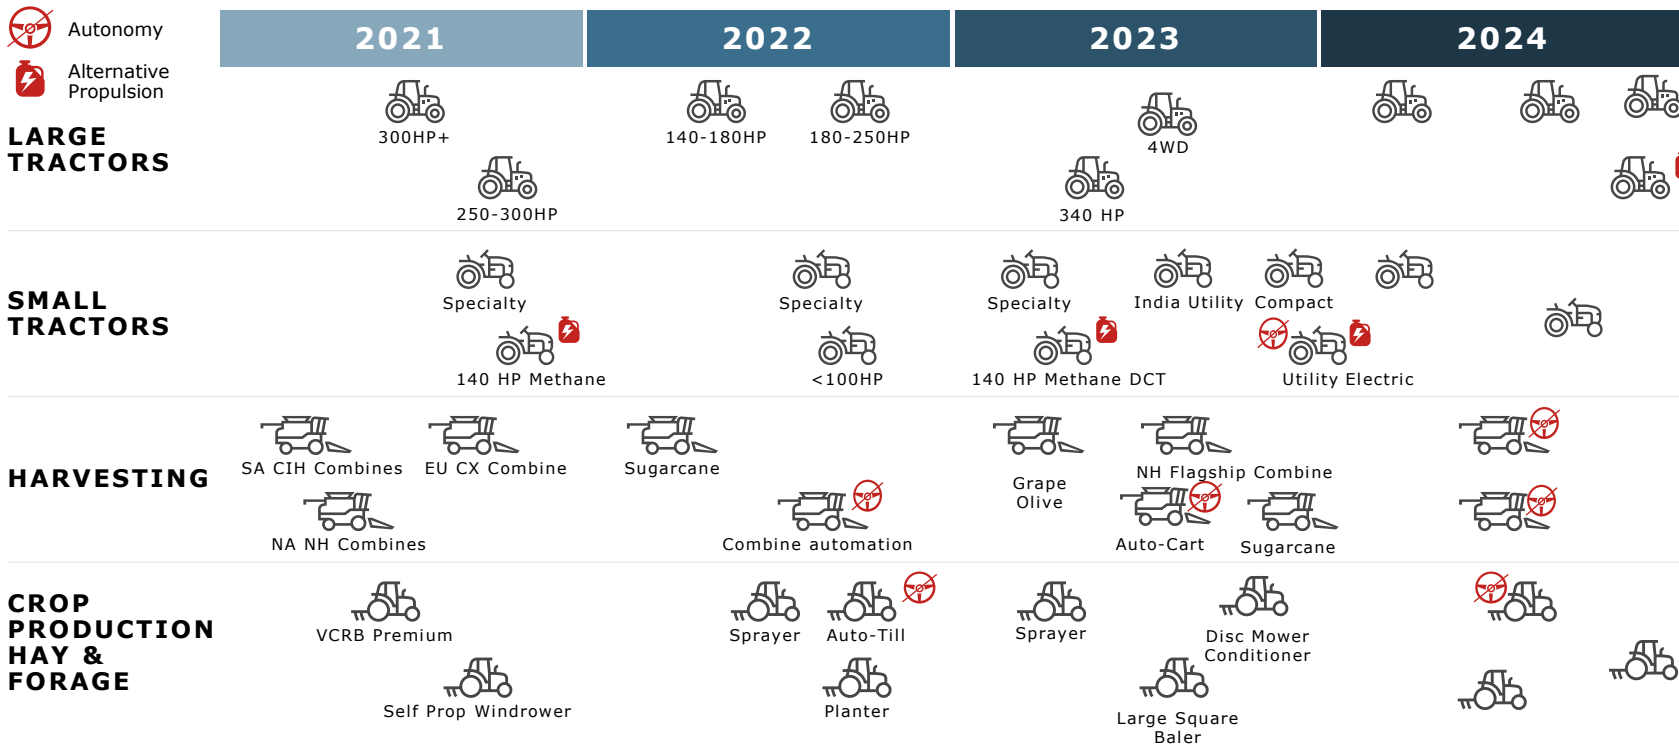 Autonomy
Alternative
Propulsion
2021
2022
2023
2024
LARGE
TRACTORS
300HP+
140-180HP
180-250HP
4WD
250-300HP
340 HP
SMALL
TRACTORS
Specialty
Specialty
Specialty
India Utility
Compact
140 HP Methane
<100HP
140 HP Methane DCT
Utility Electric
HARVESTING
SA CIH Combines
EU CX Combine
Sugarcane
Grape
Olive
NH Flagship Combine
NA NH Combines
Combine automation
Auto-Cart
Sugarcane
CROP
PRODUCTION
HAY &
FORAGE
VCRB Premium
Sprayer
Auto-Till
Sprayer
Disc Mower
Conditioner
Self Prop Windrower
Planter
Large Square
Baler